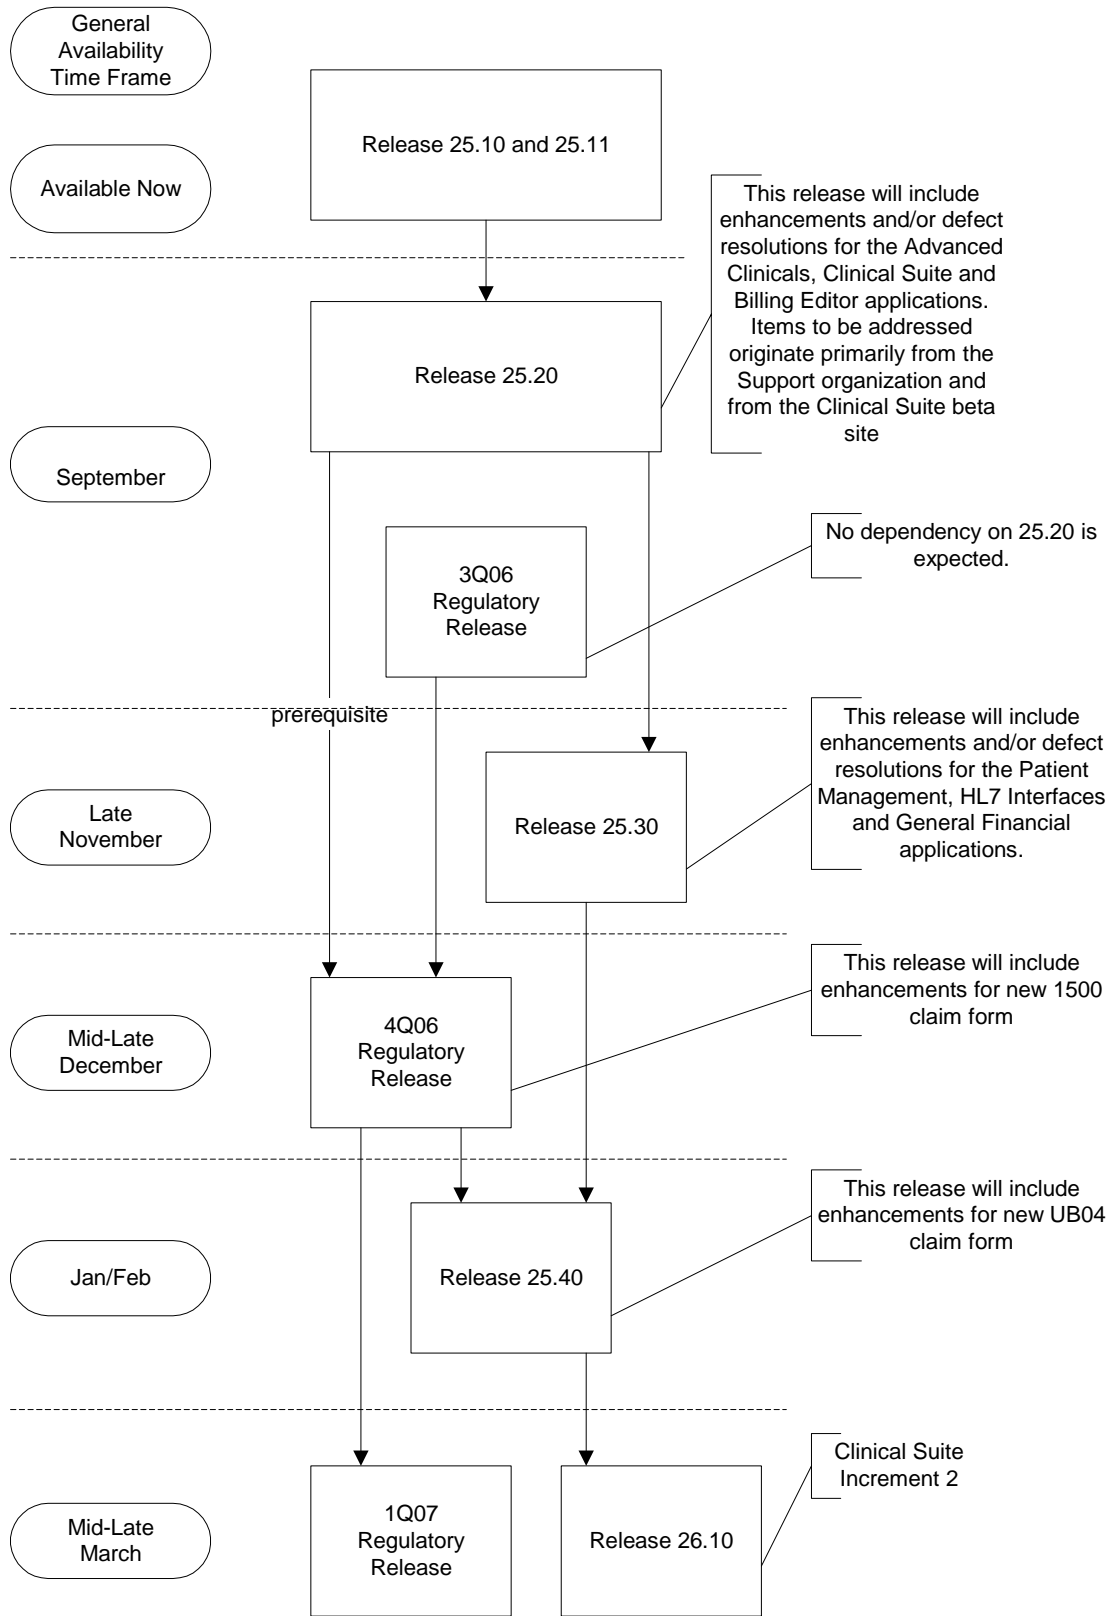 General
Availability
Time Frame
Release 25.10 and 25.11
Available Now
This release will include
enhancements and/or defect
resolutions for the Advanced
Clinicals, Clinical Suite and
Billing Editor applications.
Items to be addressed
originate primarily from the
Support organization and
from the Clinical Suite beta
site
Release 25.20
September
No dependency on 25.20 is
expected.
3Q06
Regulatory
Release
prerequisite
This release will include
enhancements and/or defect
resolutions for the Patient
Management, HL7 Interfaces
and General Financial
applications.
Late
November
Release 25.30
This release will include
enhancements for new 1500
claim form
Mid-Late
December
4Q06
Regulatory
Release
This release will include
enhancements for new UB04
claim form
Jan/Feb
Release 25.40
Clinical Suite
Increment 2
Mid-Late
March
1Q07
Regulatory
Release
Release 26.10